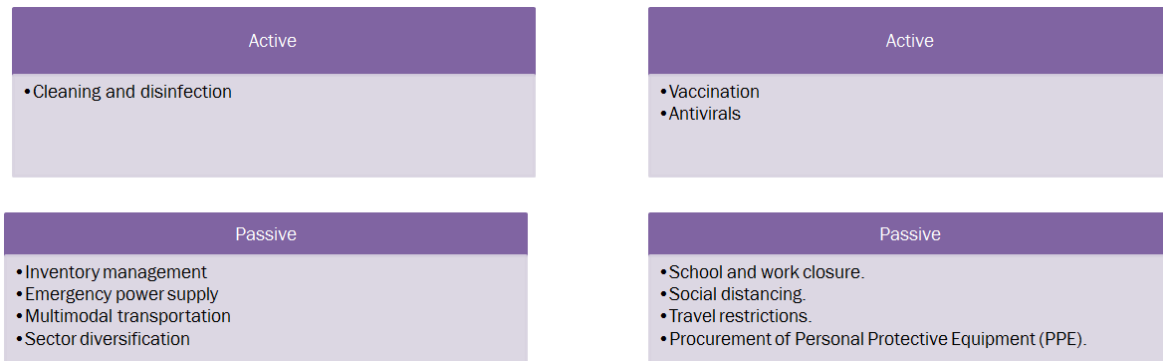 Active
•Cleaning and disinfection
Active
•Vaccination
•Antivirals
Passive
•Inventory management
•Emergency power supply
•Multimodal transportation
•Sector diversification
Passive
•School and work closure.
•Social distancing.
•Travel restrictions.
•Procurement of Personal Protective Equipment (PPE).